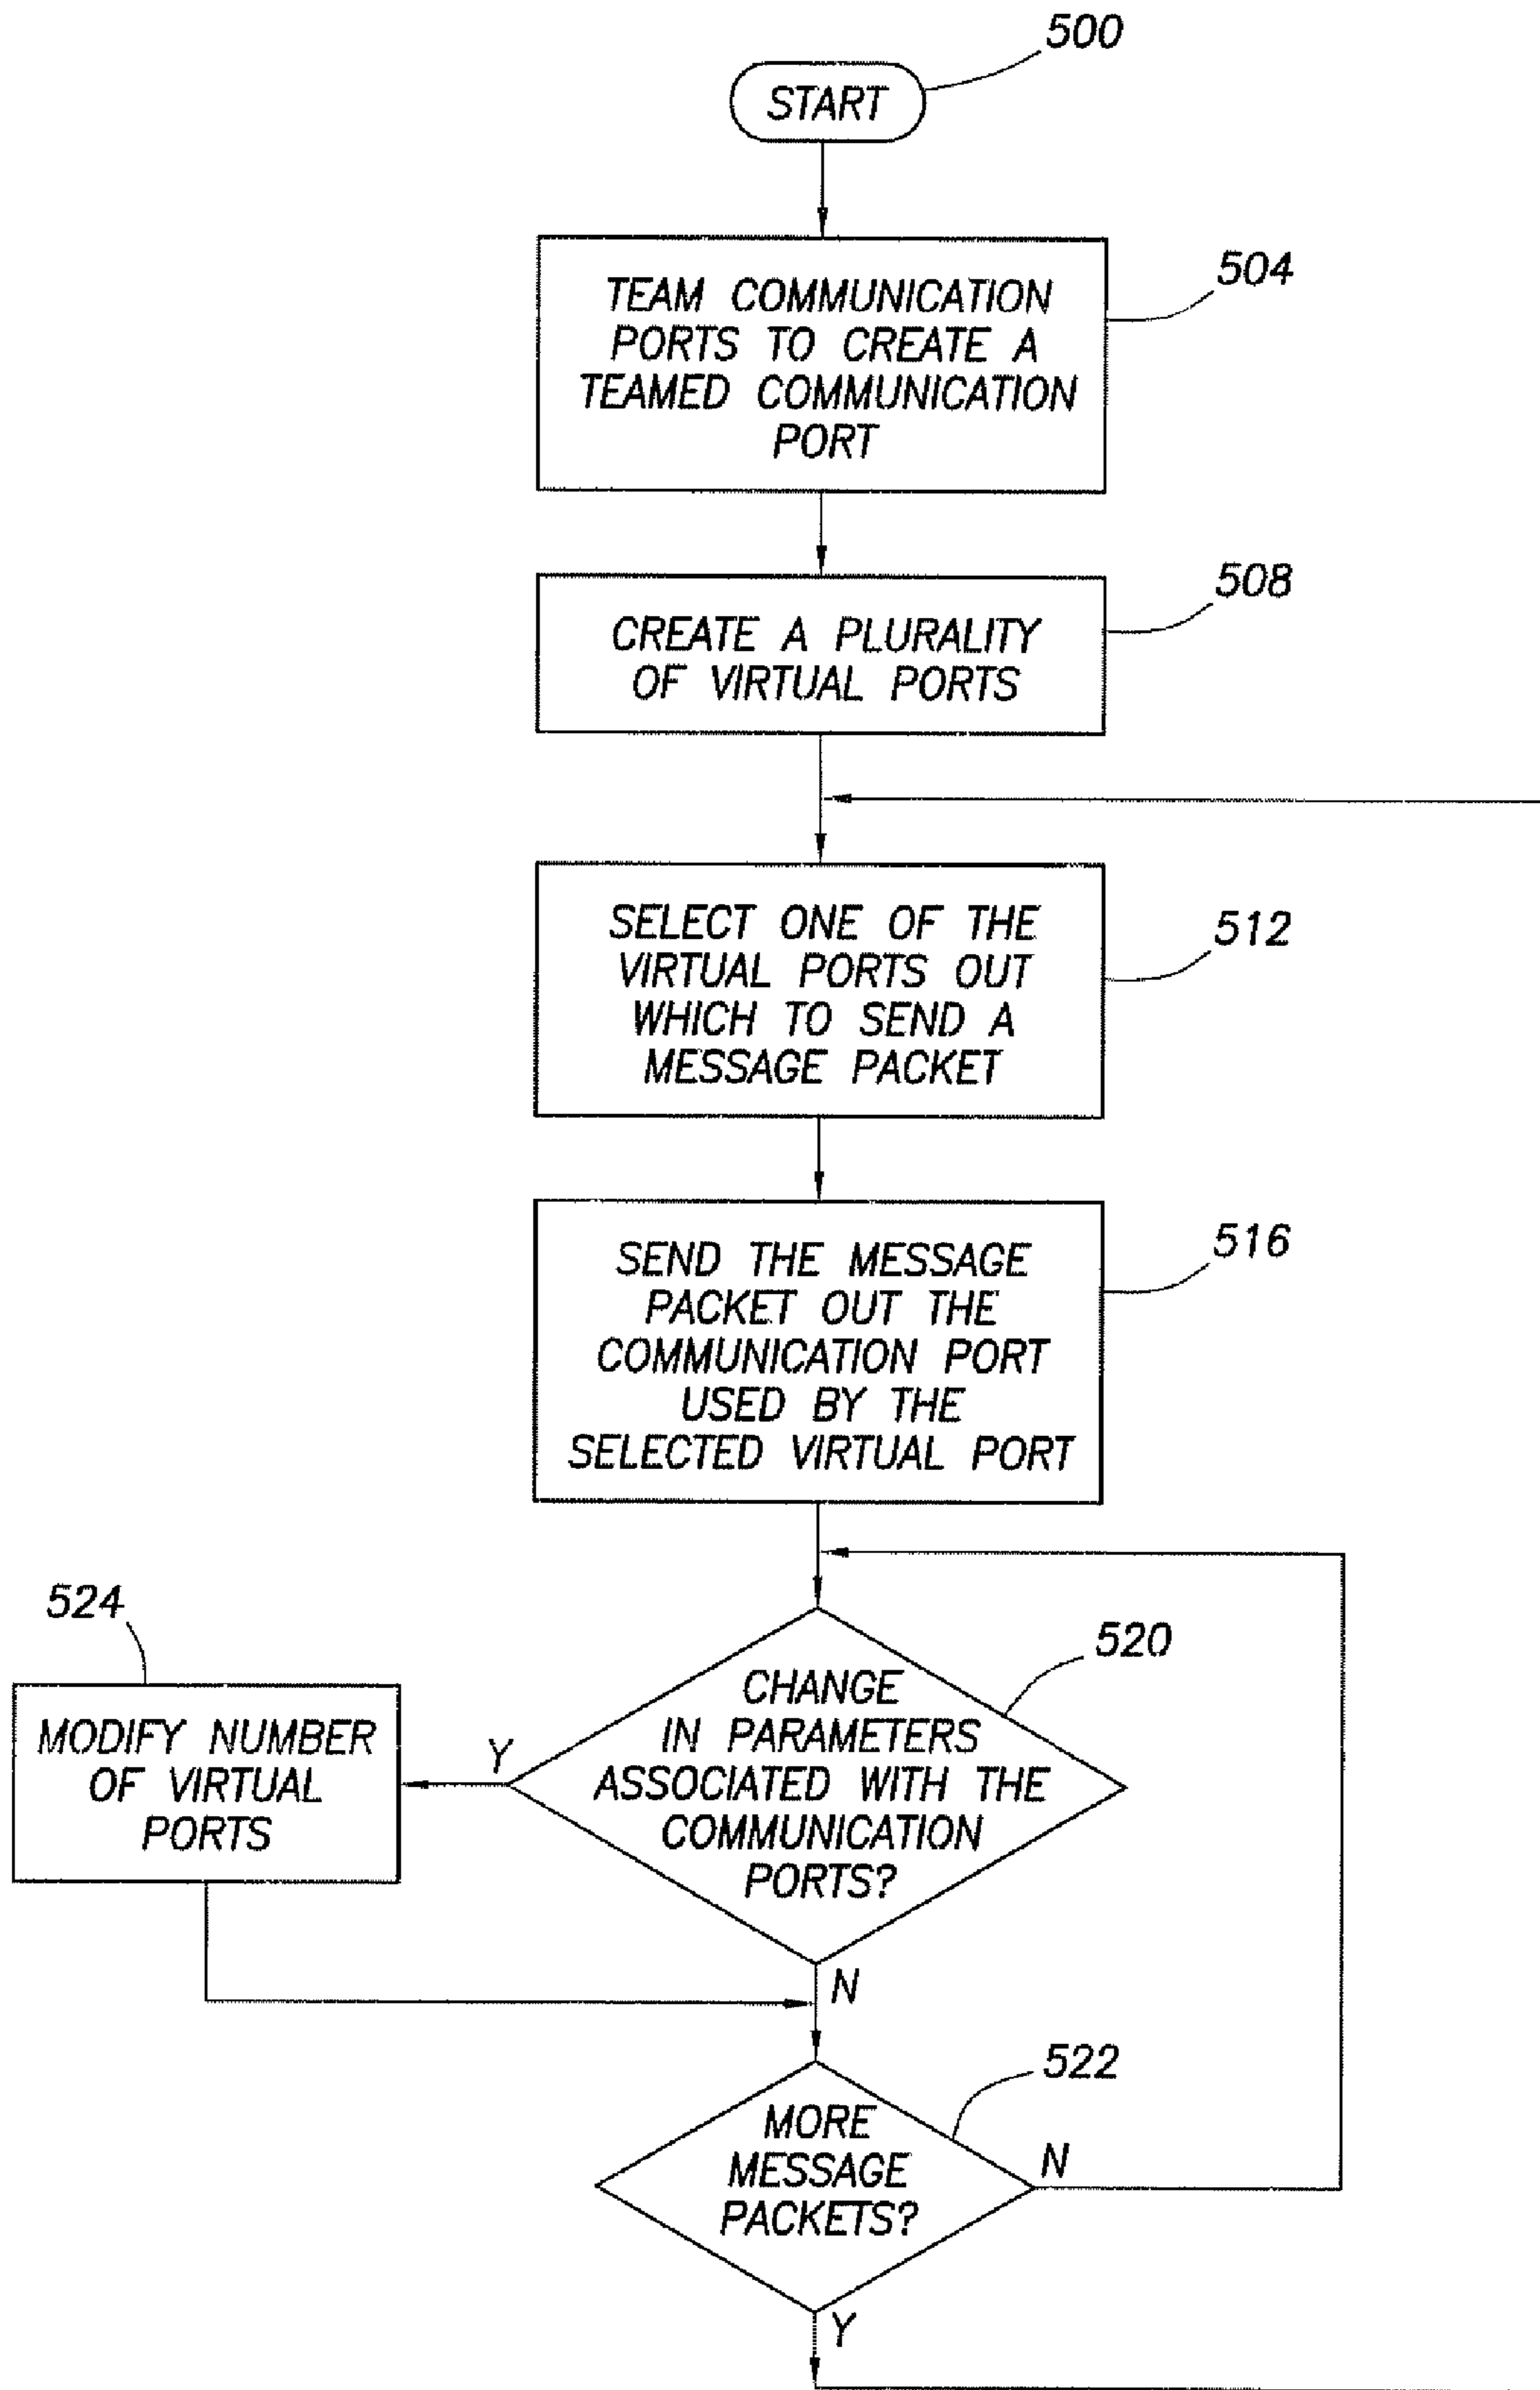 500
START
504
TEAM COMMUNICATION
PORTS TO CREATE A
TEAMED COMMUNICATION
PORT
508
CREATE A PLURALITY
OF VIRTUAL PORTS
512
SELECT ONE OF THE
VIRTUAL PORTS OUT
WHICH TO SEND A
MESSAGE PACKET
516
SEND THE MESSAGE
PACKET OUT THE
COMMUNICATION PORT
USED BY THE
SELECTED VIRTUAL PORT
524
MODIFY NUMBER
OF VIRTUAL
PORTS
Y
520
CHANGE
IN PARAMETERS
ASSOCIATED WITH THE
COMMUNICATION
PORTS?
N
522
MORE
MESSAGE
PACKETS?
N
Y